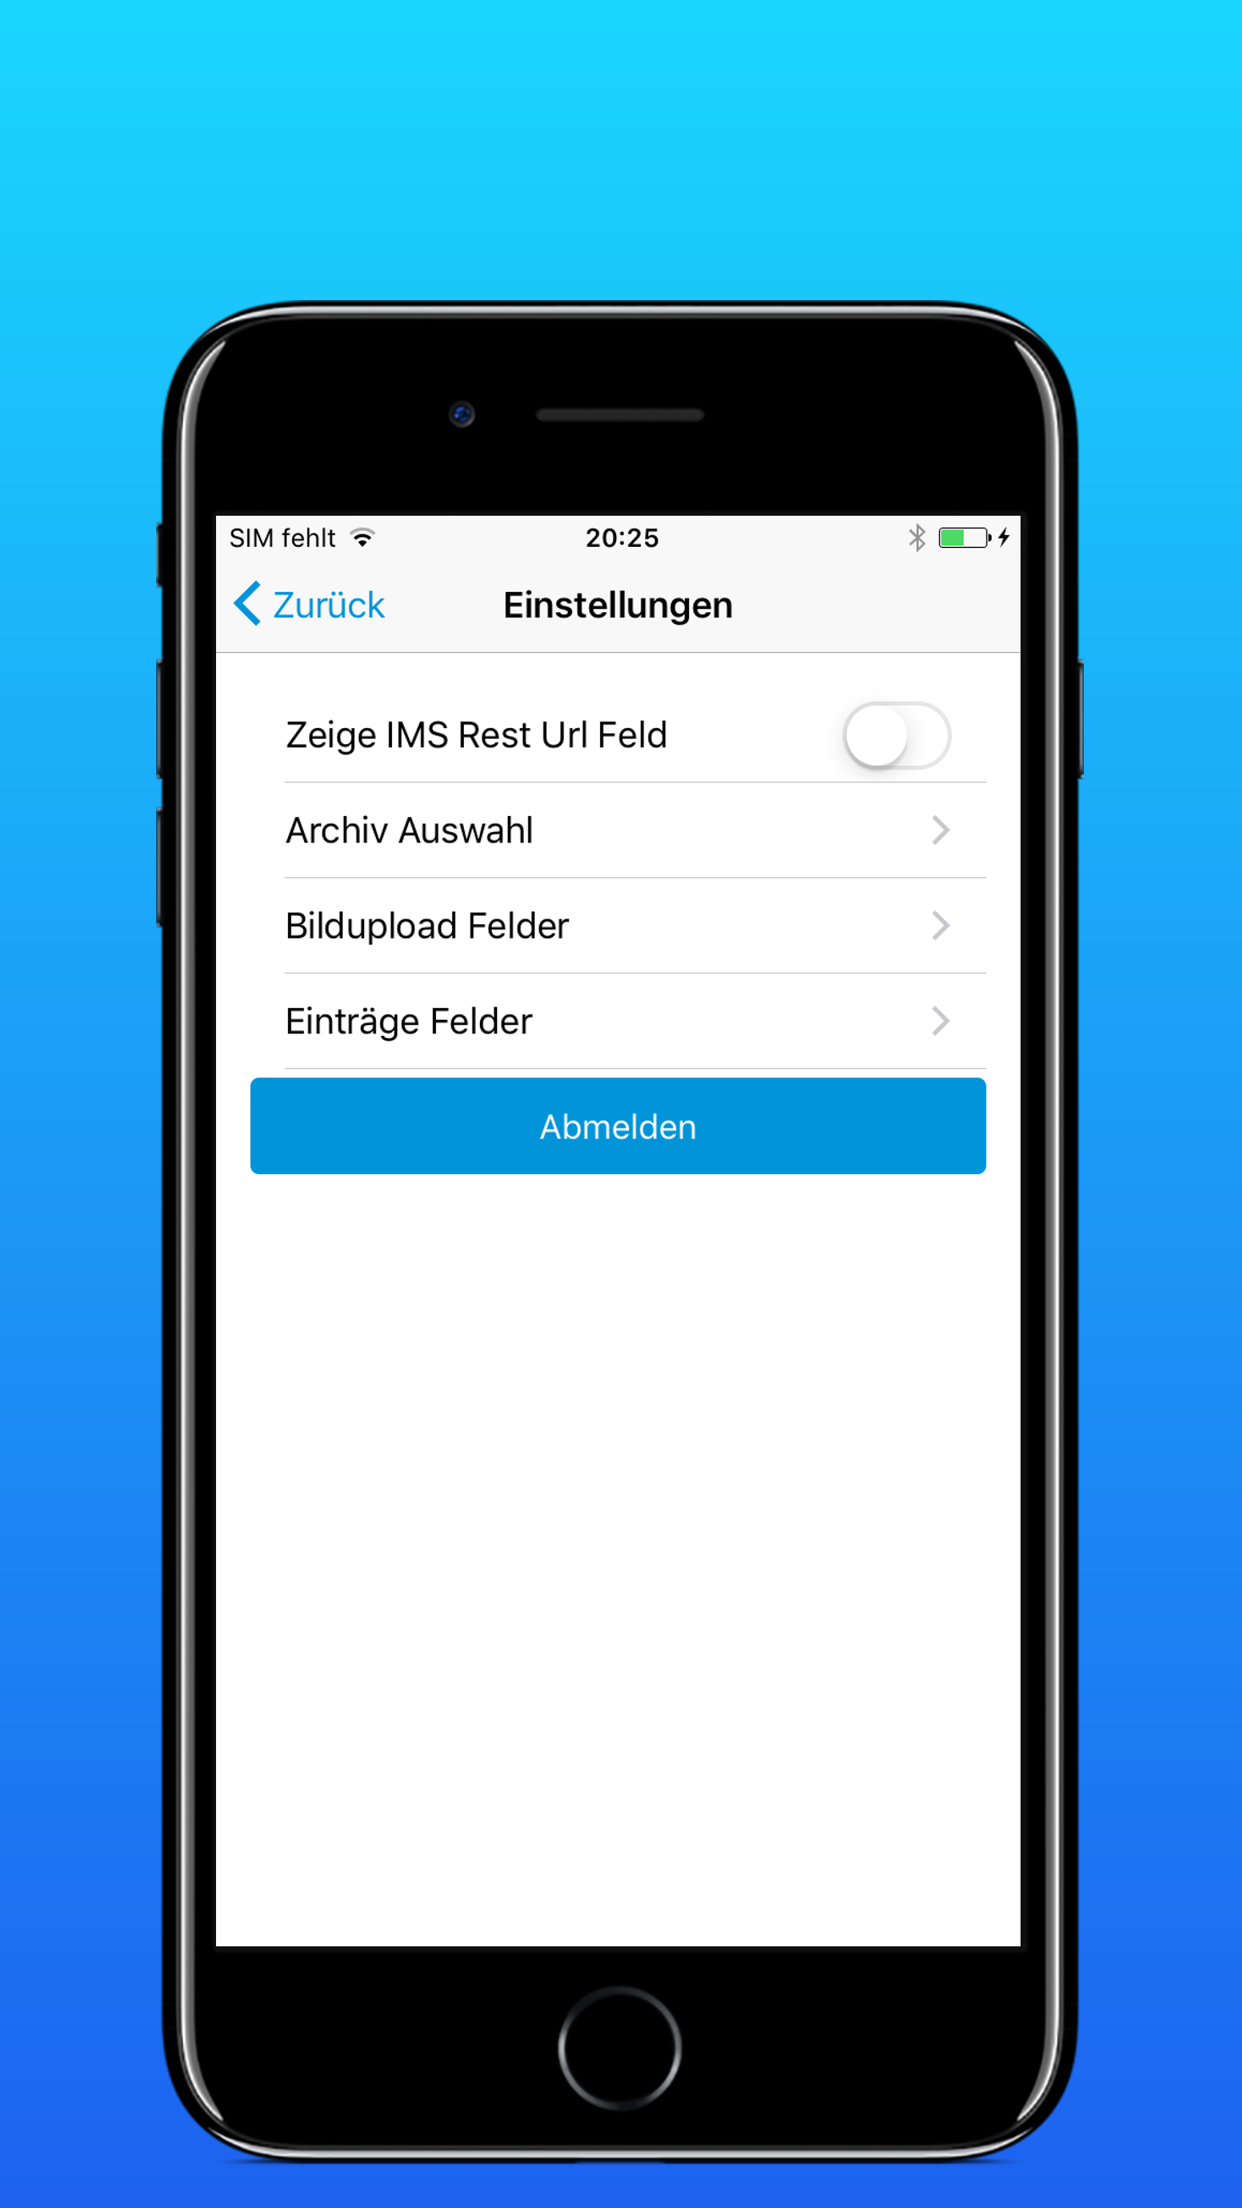 SIM fehlt
20:25
Zurück
Einstellungen
Zeige IMS Rest Url Feld
Archiv Auswahl
Bildupload Felder
Einträge Felder
Abmelden